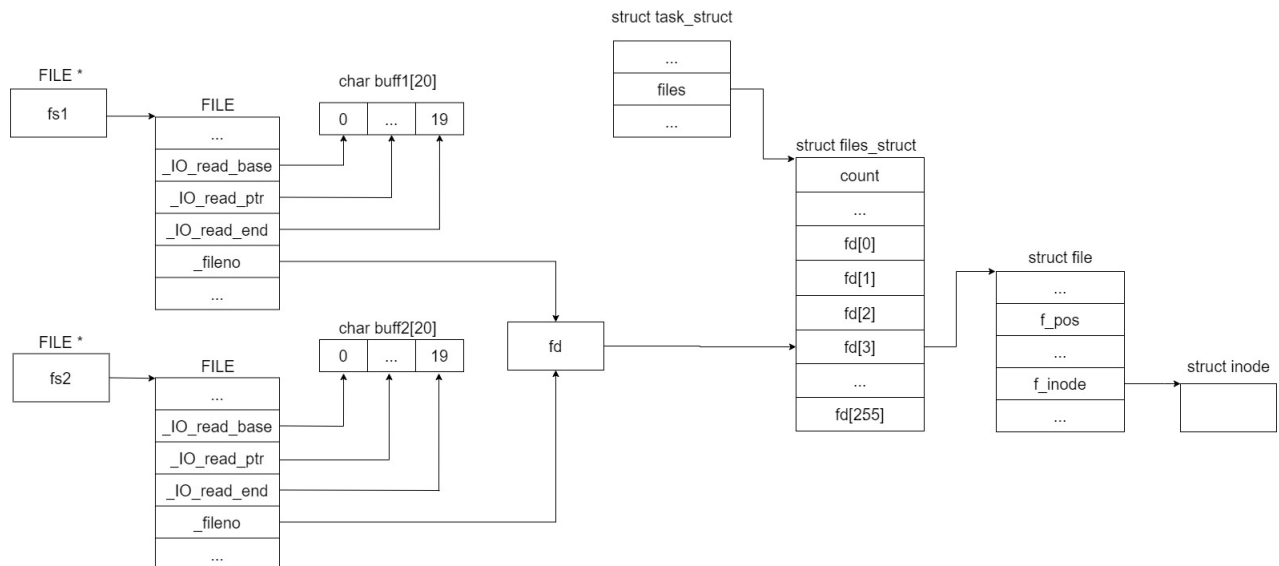 struct task_struct
...
files
...
FILE *
fs1
FILE
...
_IO_read_base
_IO_read_ptr
_IO_read_end
_fileno
...
char buff1[20]
0 ... 19
FILE *
fs2
FILE
...
_IO_read_base
_IO_read_ptr
_IO_read_end
_fileno
...
char buff2[20]
0 ... 19
fd
struct files_struct
count
...
fd[0]
fd[1]
fd[2]
fd[3]
...
fd[255]
struct file
...
f_pos
...
f_inode
...
struct inode